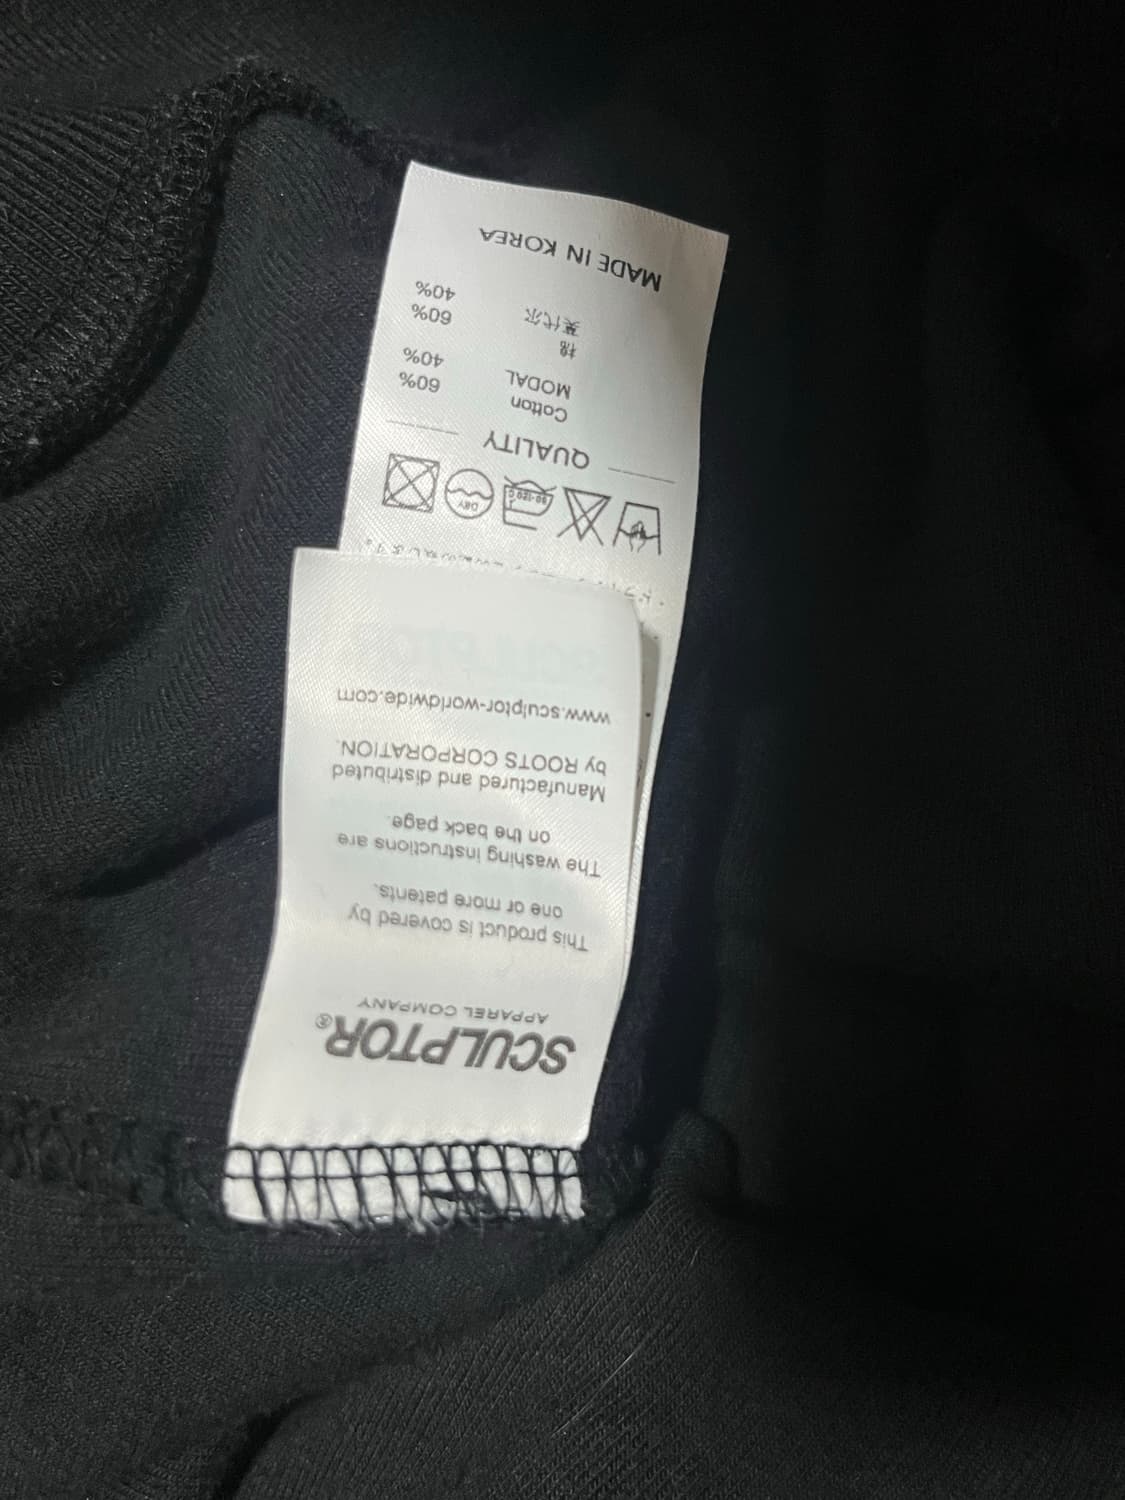 SCULPTOR®
APPAREL COMPANY
This product is covered by
one or more patents.
The washing instructions are
on the back page.
Manufactured and distributed
by ROOTS CORPORATION.
www.sculptor-worldwide.com
DRY
QUALITY
Cotton 60%
MODAL 40%
棉 60%
莫代尔 40%
MADE IN KOREA